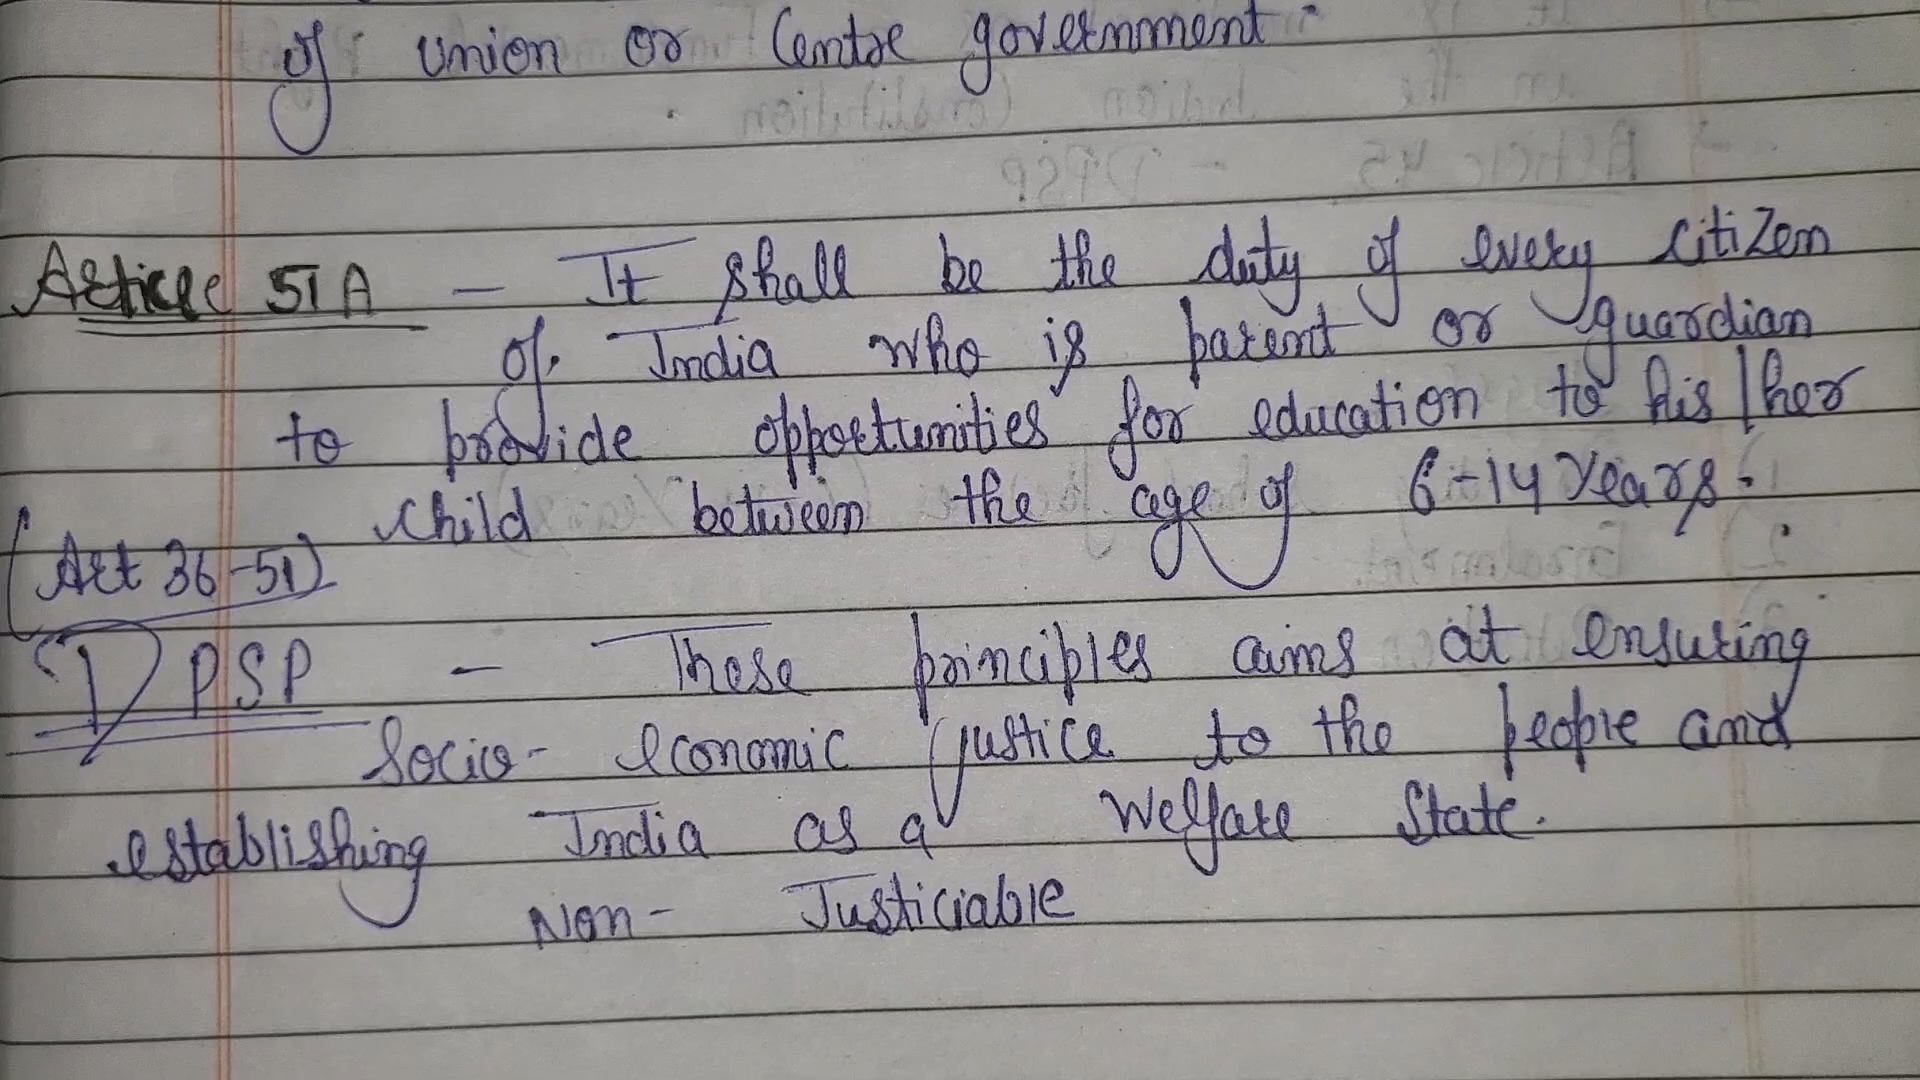 of union or Centre government.
Article 51A - It shall be the duty of every citizen
of India who is parent or guardian
to provide opportunities for education to his/her
child between the age of 6-14 years.
(Art 36-51)
DPSP - These principles aims at ensuring
Socio-economic justice to the people and
establishing India as a Welfare State.
Non-Justiciable